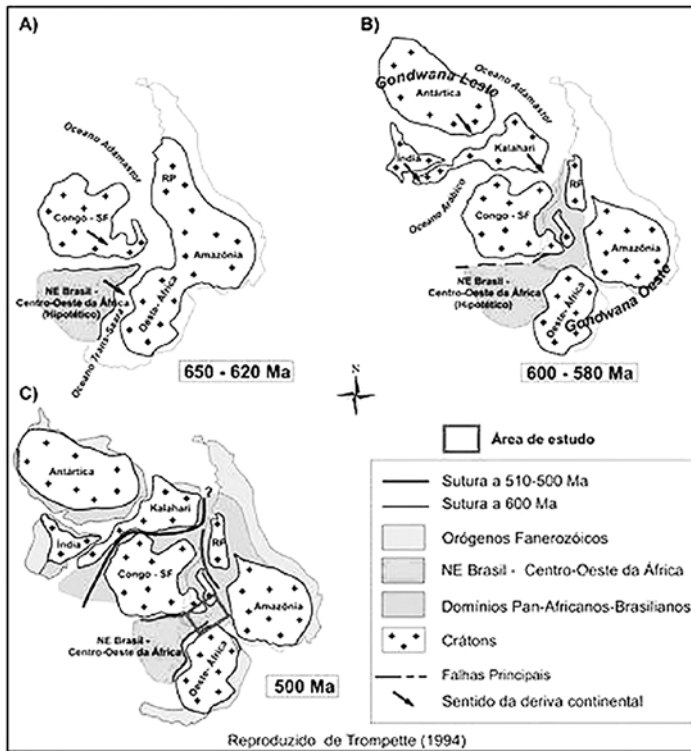 A)
Oceano Adamastor
RP
Congo - SF
Amazônia
NE Brasil -
Centro-Oeste da África
(Hipotético)
Oeste- África
Oceano Trans-Saara
650 - 620 Ma
B)
Gondwana Leste
Antártica
Oceano Adamastor
Índia
Kalahari
Oceano Arábico
RP
Congo - SF
Amazônia
NE Brasil -
Centro-Oeste da África
(Hipotético)
Oeste- África
Gondwana Oeste
600 - 580 Ma
N
C)
Antártica
?
Kalahari
Índia
RP
Congo - SF
Amazônia
NE Brasil -
Centro-Oeste da África
Oeste- África
500 Ma
Área de estudo
Sutura a 510-500 Ma
Sutura a 600 Ma
Orógenos Fanerozóicos
NE Brasil - Centro-Oeste da África
Domínios Pan-Africanos-Brasilianos
Crátons
Falhas Principais
Sentido da deriva continental
Reproduzido de Trompette (1994)